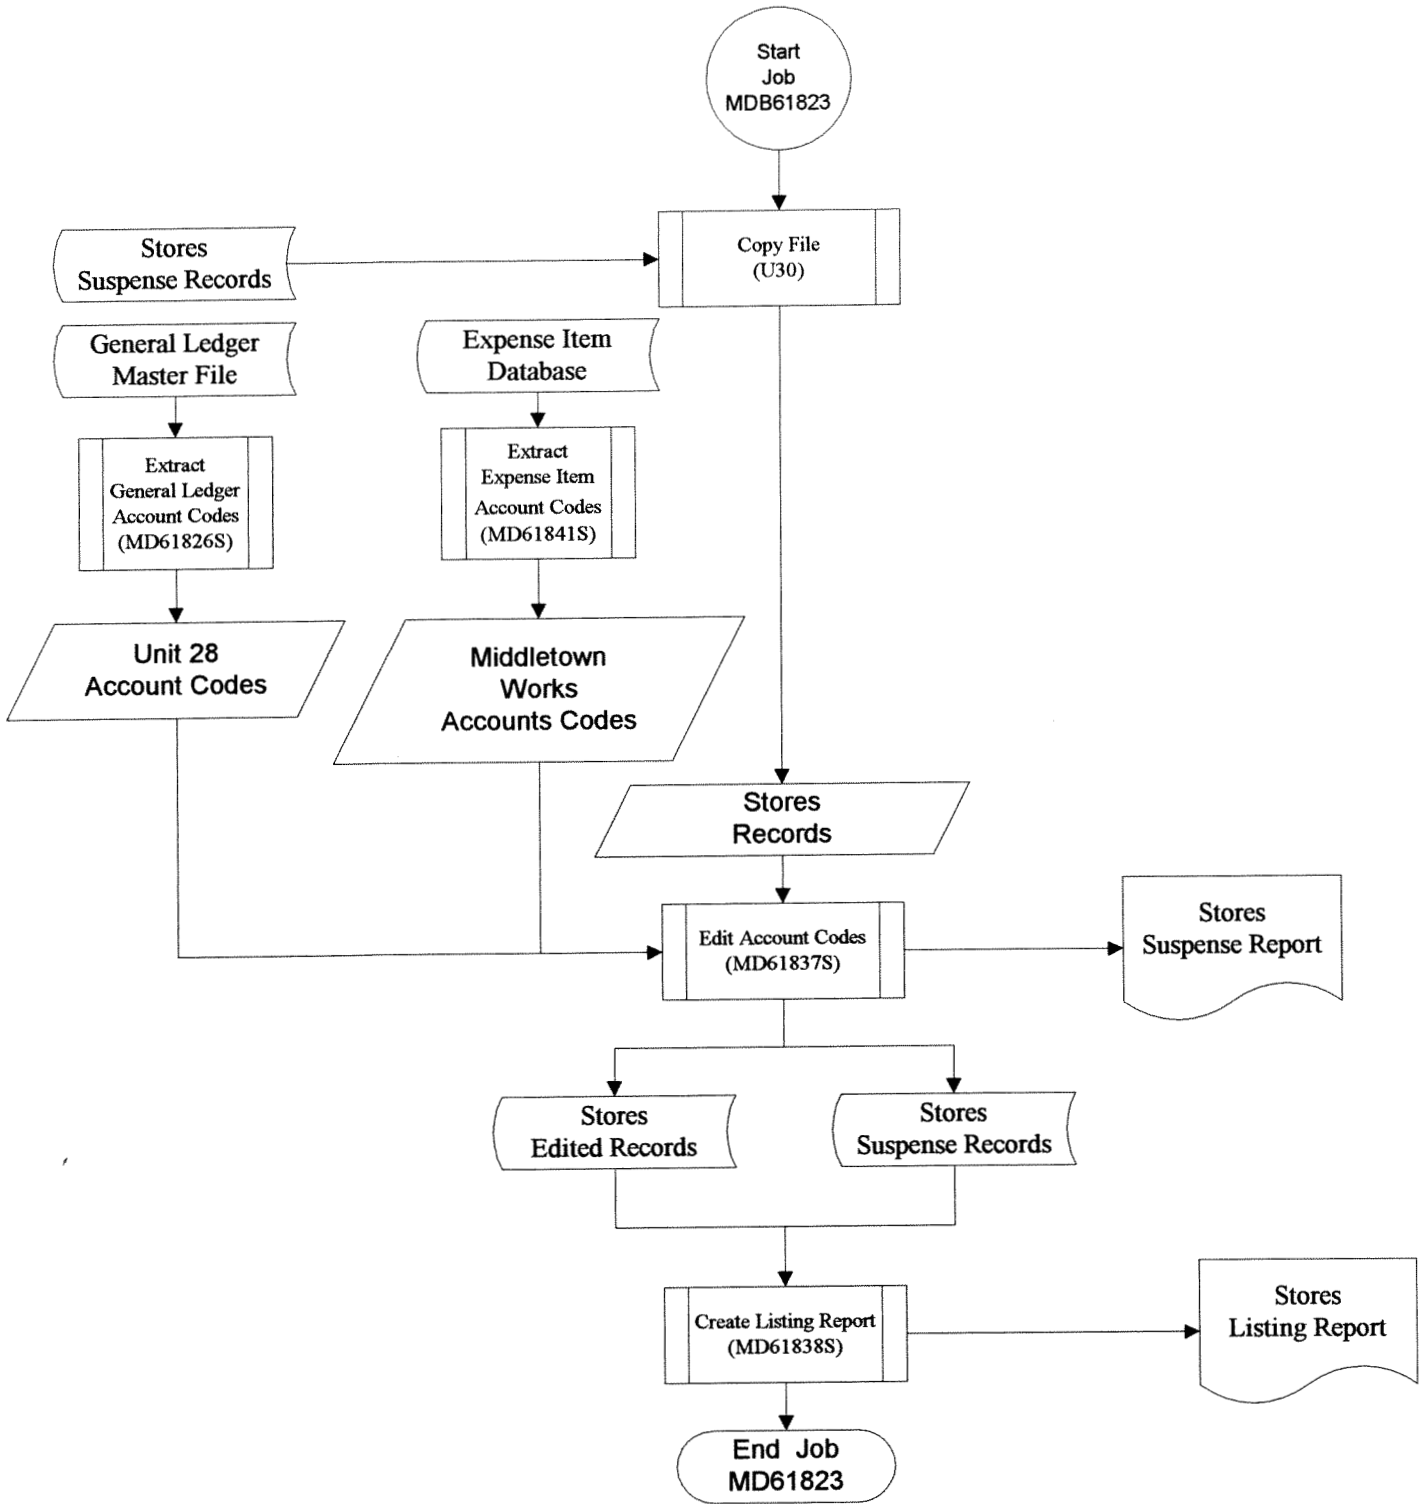 Start
Job
MDB61823
Copy File
(U30)
Stores
Suspense Records
General Ledger
Master File
Expense Item
Database
Extract
General Ledger
Account Codes
(MD61826S)
Extract
Expense Item
Account Codes
(MD61841S)
Unit 28
Account Codes
Middletown
Works
Accounts Codes
Stores
Records
Edit Account Codes
(MD61837S)
Stores
Suspense Report
Stores
Edited Records
Stores
Suspense Records
Create Listing Report
(MD61838S)
Stores
Listing Report
End Job
MD61823